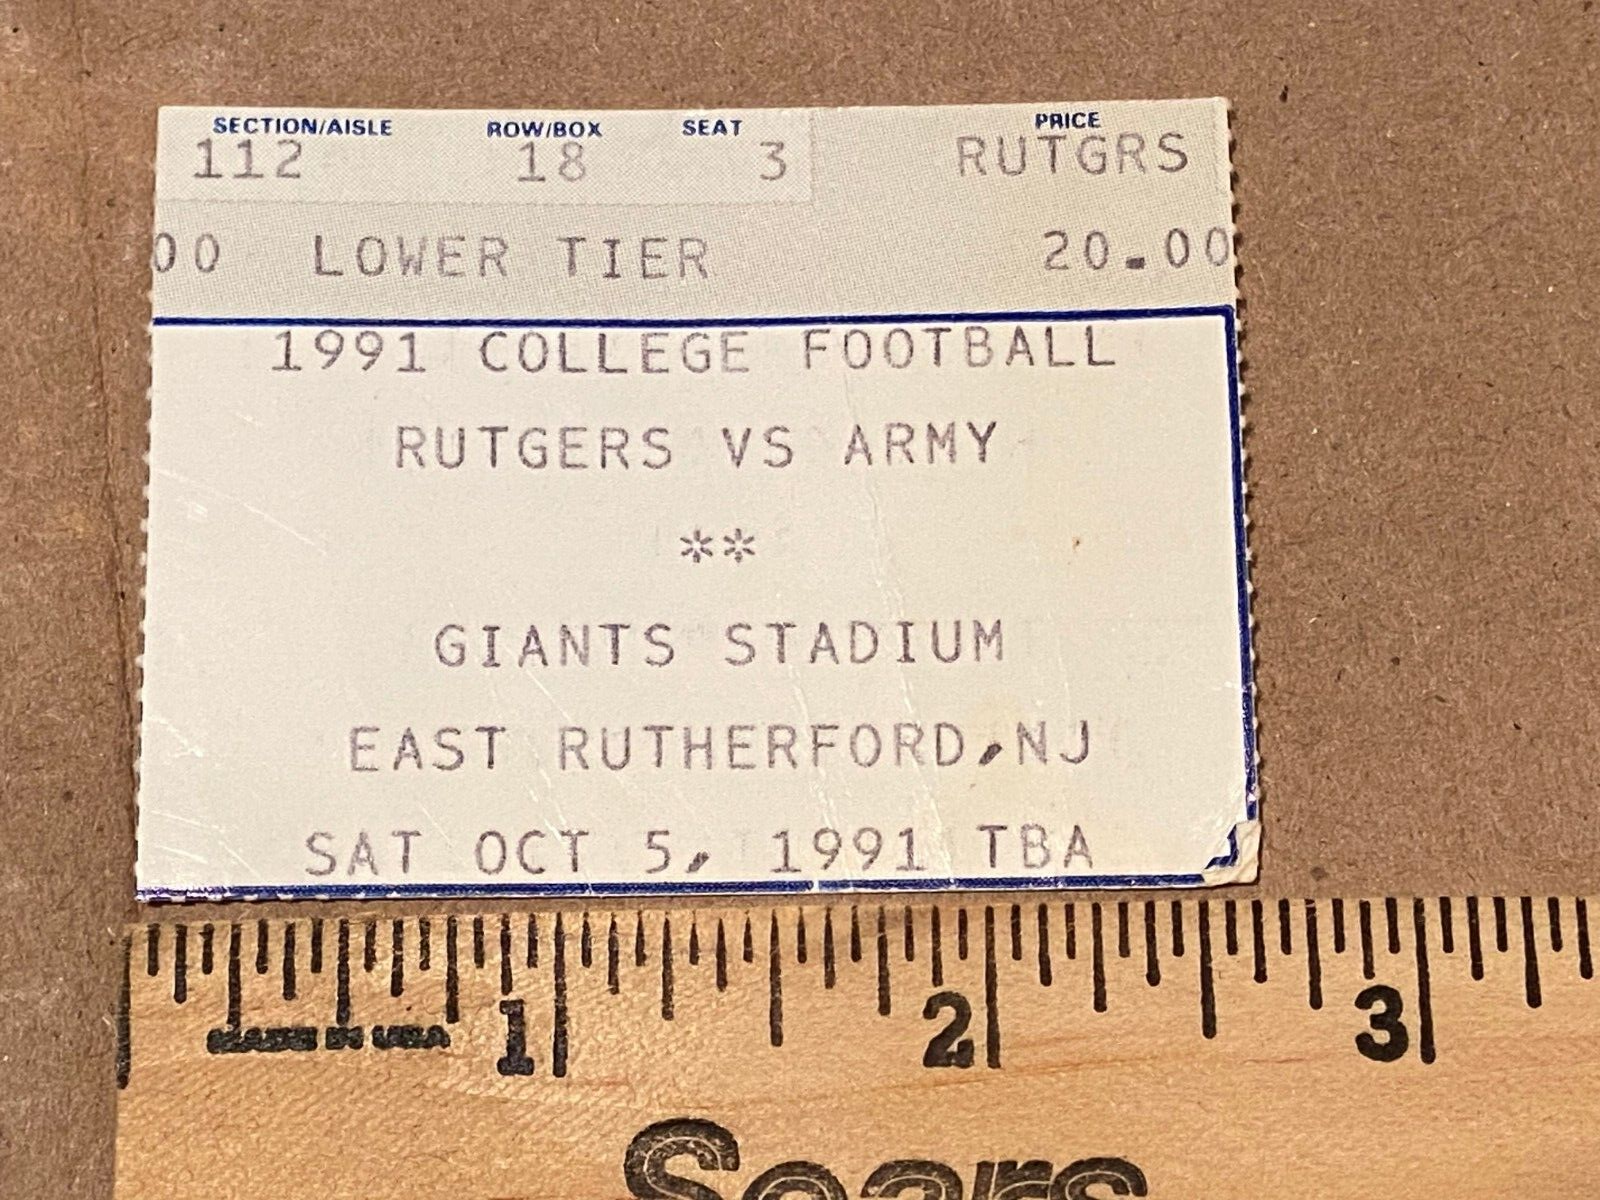 SECTION/AISLE ROW/BOX SEAT PRICE
112 18 3 RUTGRS
00 LOWER TIER 20.00
1991 COLLEGE FOOTBALL
RUTGERS VS ARMY
**
GIANTS STADIUM
EAST RUTHERFORD,NJ
SAT OCT 5, 1991 TBA
MADE IN USA 1 2 3
Sears